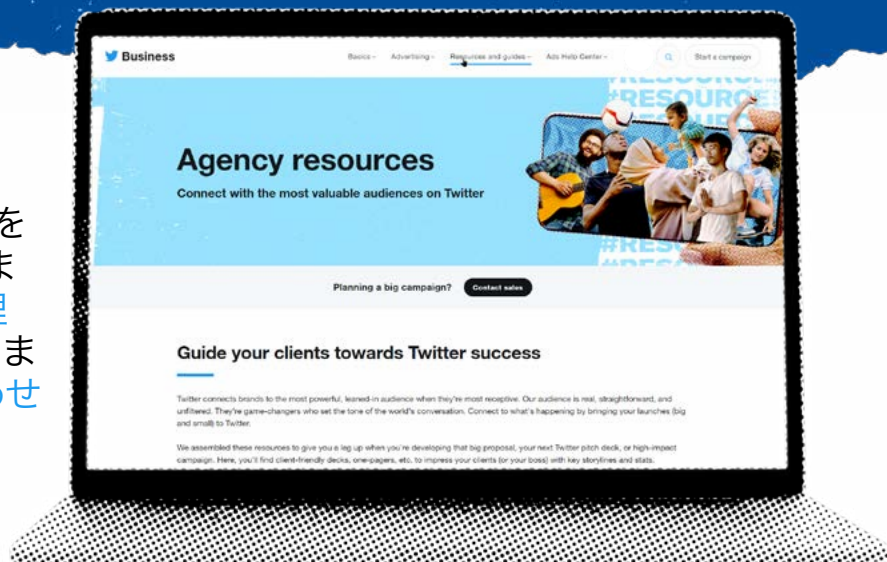 Business
Basics
Advertising
Resources and guides
Ads Help Center
Start a campaign
#RESOURCE
Agency resources
Connect with the most valuable audiences on Twitter
を
ま
Planning a big campaign?
Contact sales
ま
わせ
Guide your clients towards Twitter success
Twitter connects brands to the most powerful, leaned-in audience when they're most receptive. Our audience is real, straightforward, and
unfiltered. They're game-changers who set the tone of the world's conversation. Connect to what's happening by bringing your launches (big
and small) to Twitter.
We assembled these resources to give you a leg up when you're developing that big proposal, your next Twitter pitch deck, or high-impact
campaign. Here, you'll find client-friendly decks, one-pagers, etc. to impress your clients (or your boss) with key storylines and stats.